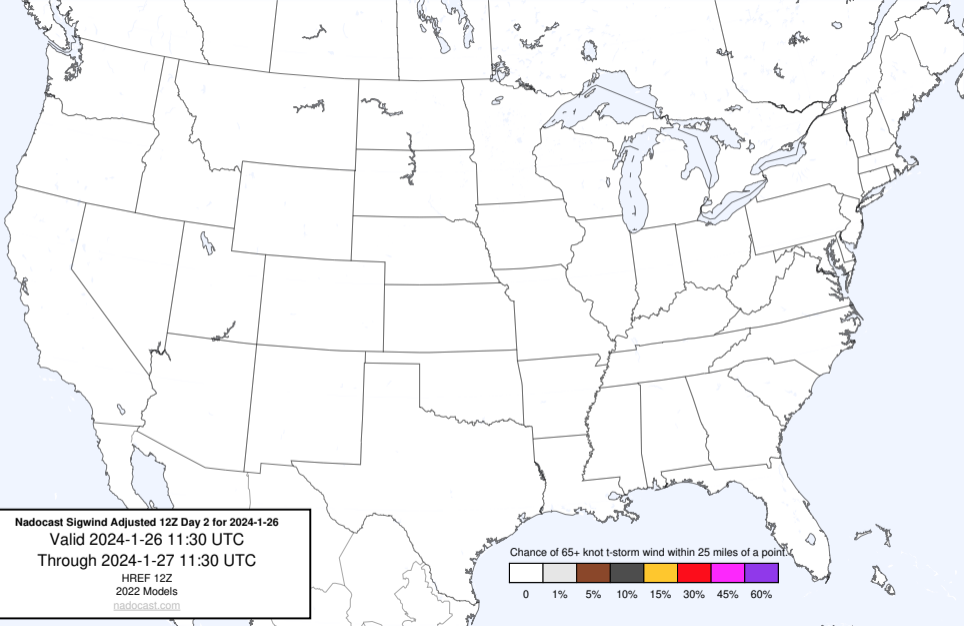 Nadocast Sigwind Adjusted 12Z Day 2 for 2024-1-26
Valid 2024-1-26 11:30 UTC
Through 2024-1-27 11:30 UTC
HREF 12Z
2022 Models
nadocast.com
Chance of 65+ knot t-storm wind within 25 miles of a point.
0 1% 5% 10% 15% 30% 45% 60%